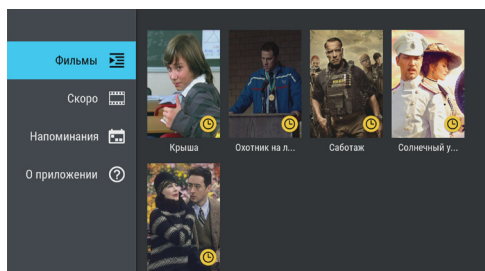 Фильмы
Скоро
Напоминания
О приложении
Крыша
Охотник на л...
Саботаж
Солнечный у...